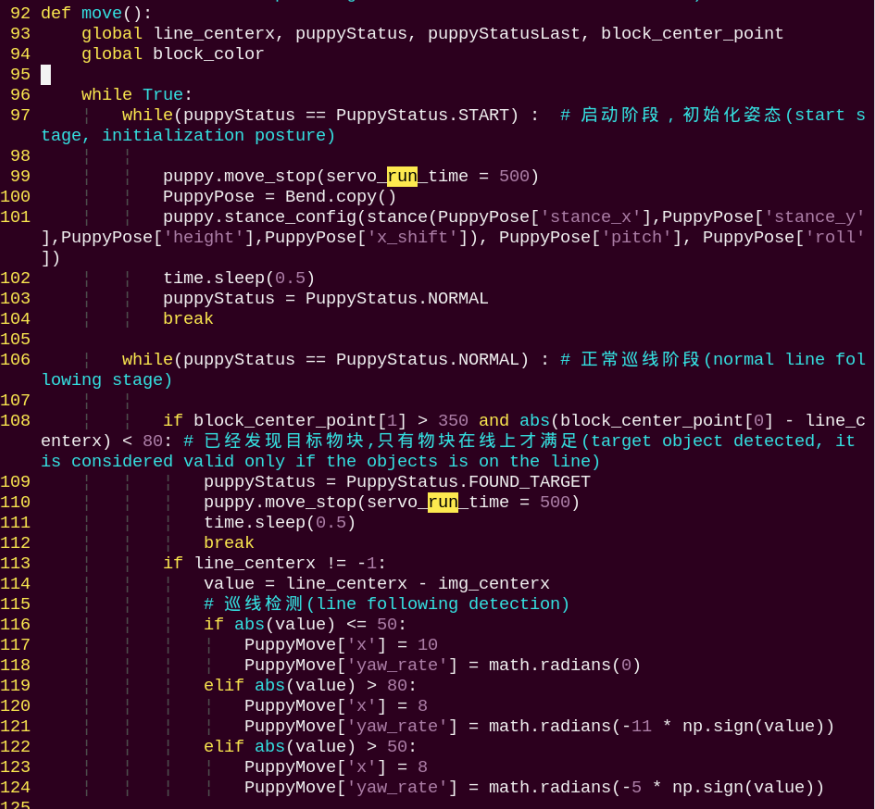 92 def move():
93     global line_centerx, puppyStatus, puppyStatusLast, block_center_point
94     global block_color
95
96     while True:
97         while(puppyStatus == PuppyStatus.START) :  # 启动阶段,初始化姿态(start s
tage, initialization posture)
98
99             puppy.move_stop(servo_run_time = 500)
100             PuppyPose = Bend.copy()
101             puppy.stance_config(stance(PuppyPose['stance_x'],PuppyPose['stance_y'
],PuppyPose['height'],PuppyPose['x_shift']), PuppyPose['pitch'], PuppyPose['roll'
])
102             time.sleep(0.5)
103             puppyStatus = PuppyStatus.NORMAL
104             break
105
106         while(puppyStatus == PuppyStatus.NORMAL) : # 正常巡线阶段(normal line fol
lowing stage)
107
108             if block_center_point[1] > 350 and abs(block_center_point[0] - line_c
enterx) < 80: # 已经发现目标物块,只有物块在线上才满足(target object detected, it
is considered valid only if the objects is on the line)
109                 puppyStatus = PuppyStatus.FOUND_TARGET
110                 puppy.move_stop(servo_run_time = 500)
111                 time.sleep(0.5)
112                 break
113             if line_centerx != -1:
114                 value = line_centerx - img_centerx
115                 # 巡线检测(line following detection)
116                 if abs(value) <= 50:
117                     PuppyMove['x'] = 10
118                     PuppyMove['yaw_rate'] = math.radians(0)
119                 elif abs(value) > 80:
120                     PuppyMove['x'] = 8
121                     PuppyMove['yaw_rate'] = math.radians(-11 * np.sign(value))
122                 elif abs(value) > 50:
123                     PuppyMove['x'] = 8
124                     PuppyMove['yaw_rate'] = math.radians(-5 * np.sign(value))
125